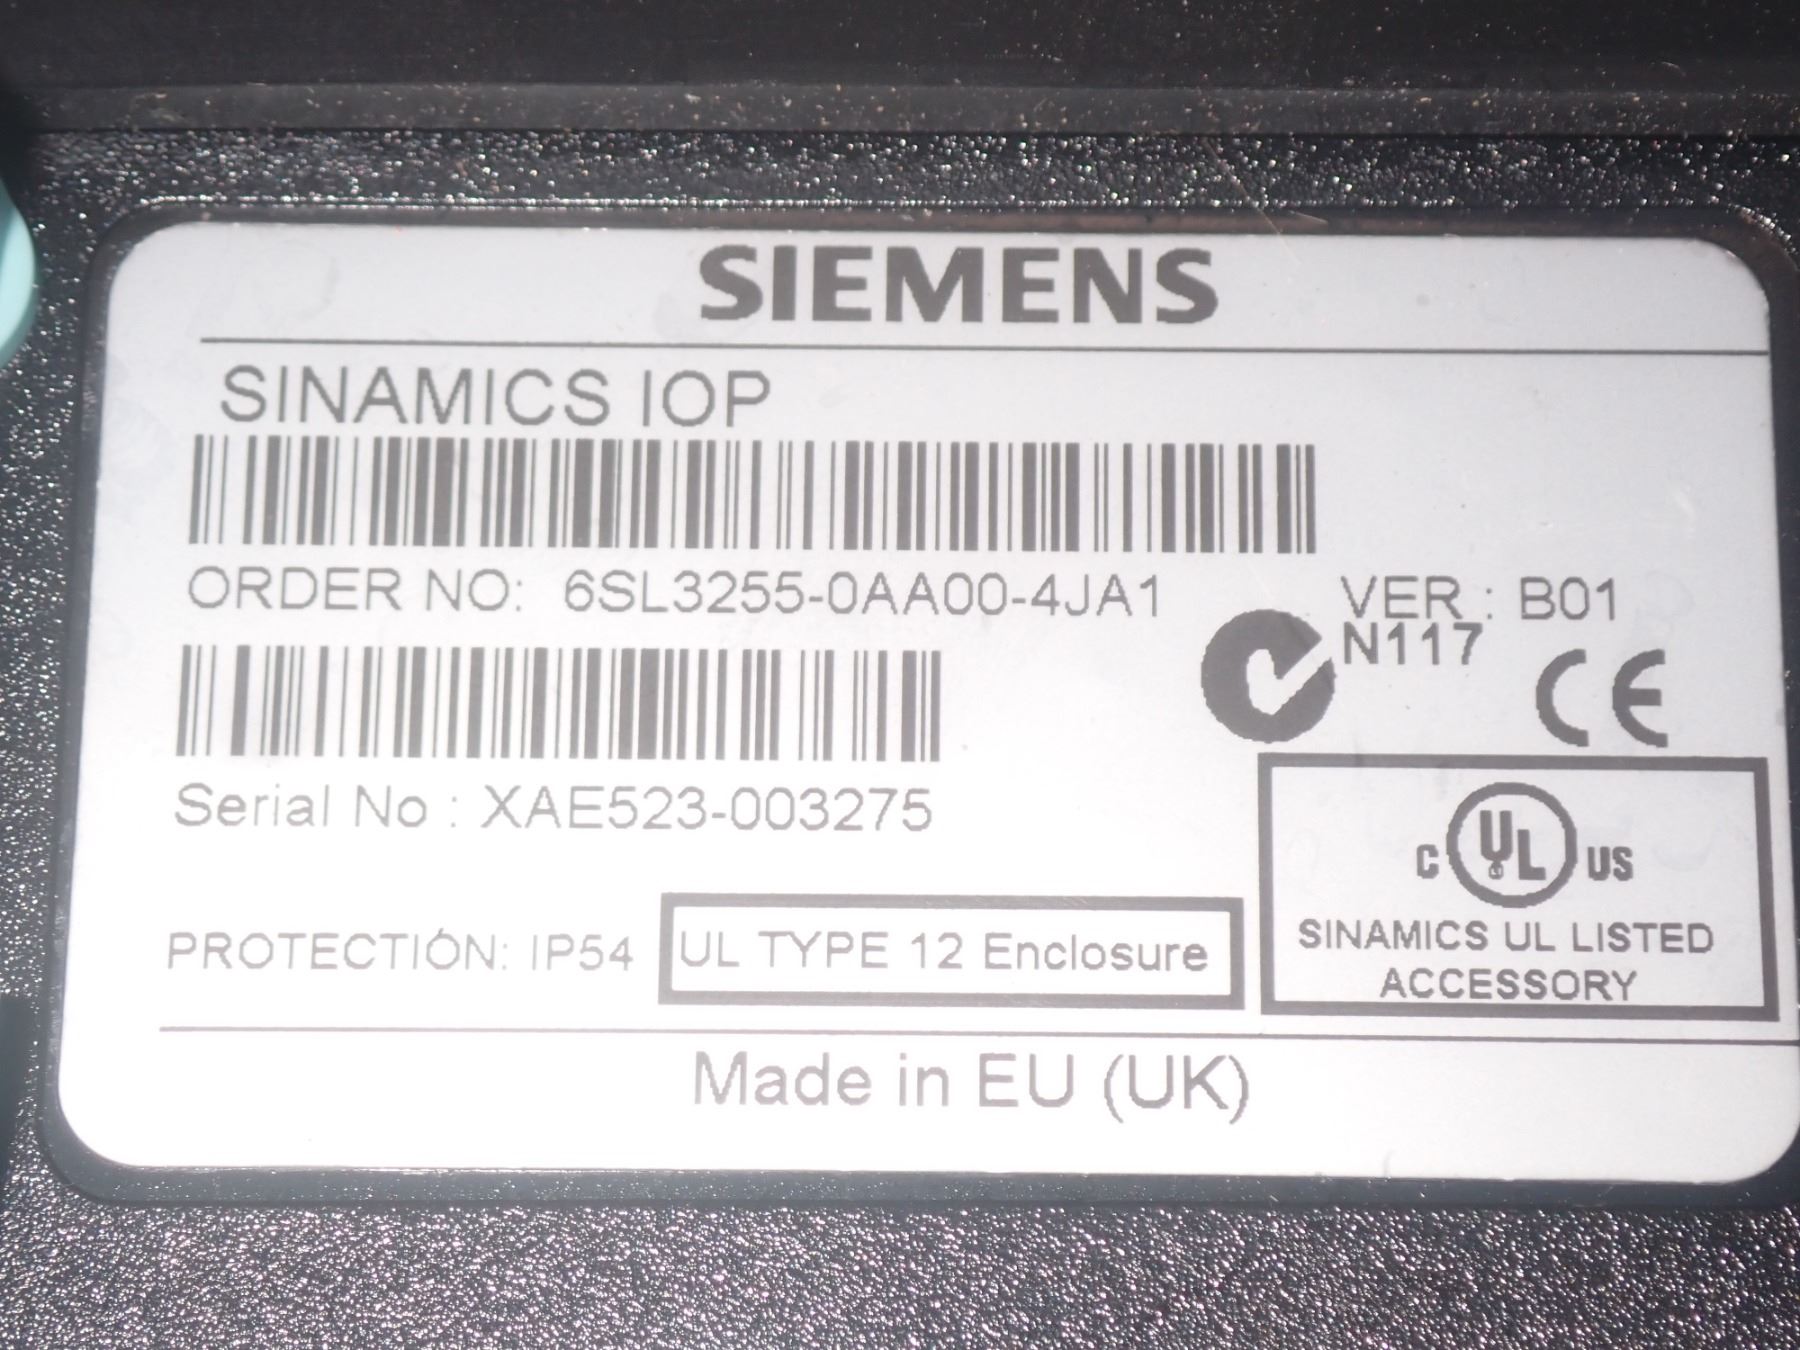 SIEMENS
SINAMICS IOP
ORDER NO: 6SL3255-0AA00-4JA1 VER : B01
N117
CE
Serial No : XAE523-003275
C UL US
SINAMICS UL LISTED
ACCESSORY
PROTECTION: IP54 UL TYPE 12 Enclosure
Made in EU (UK)